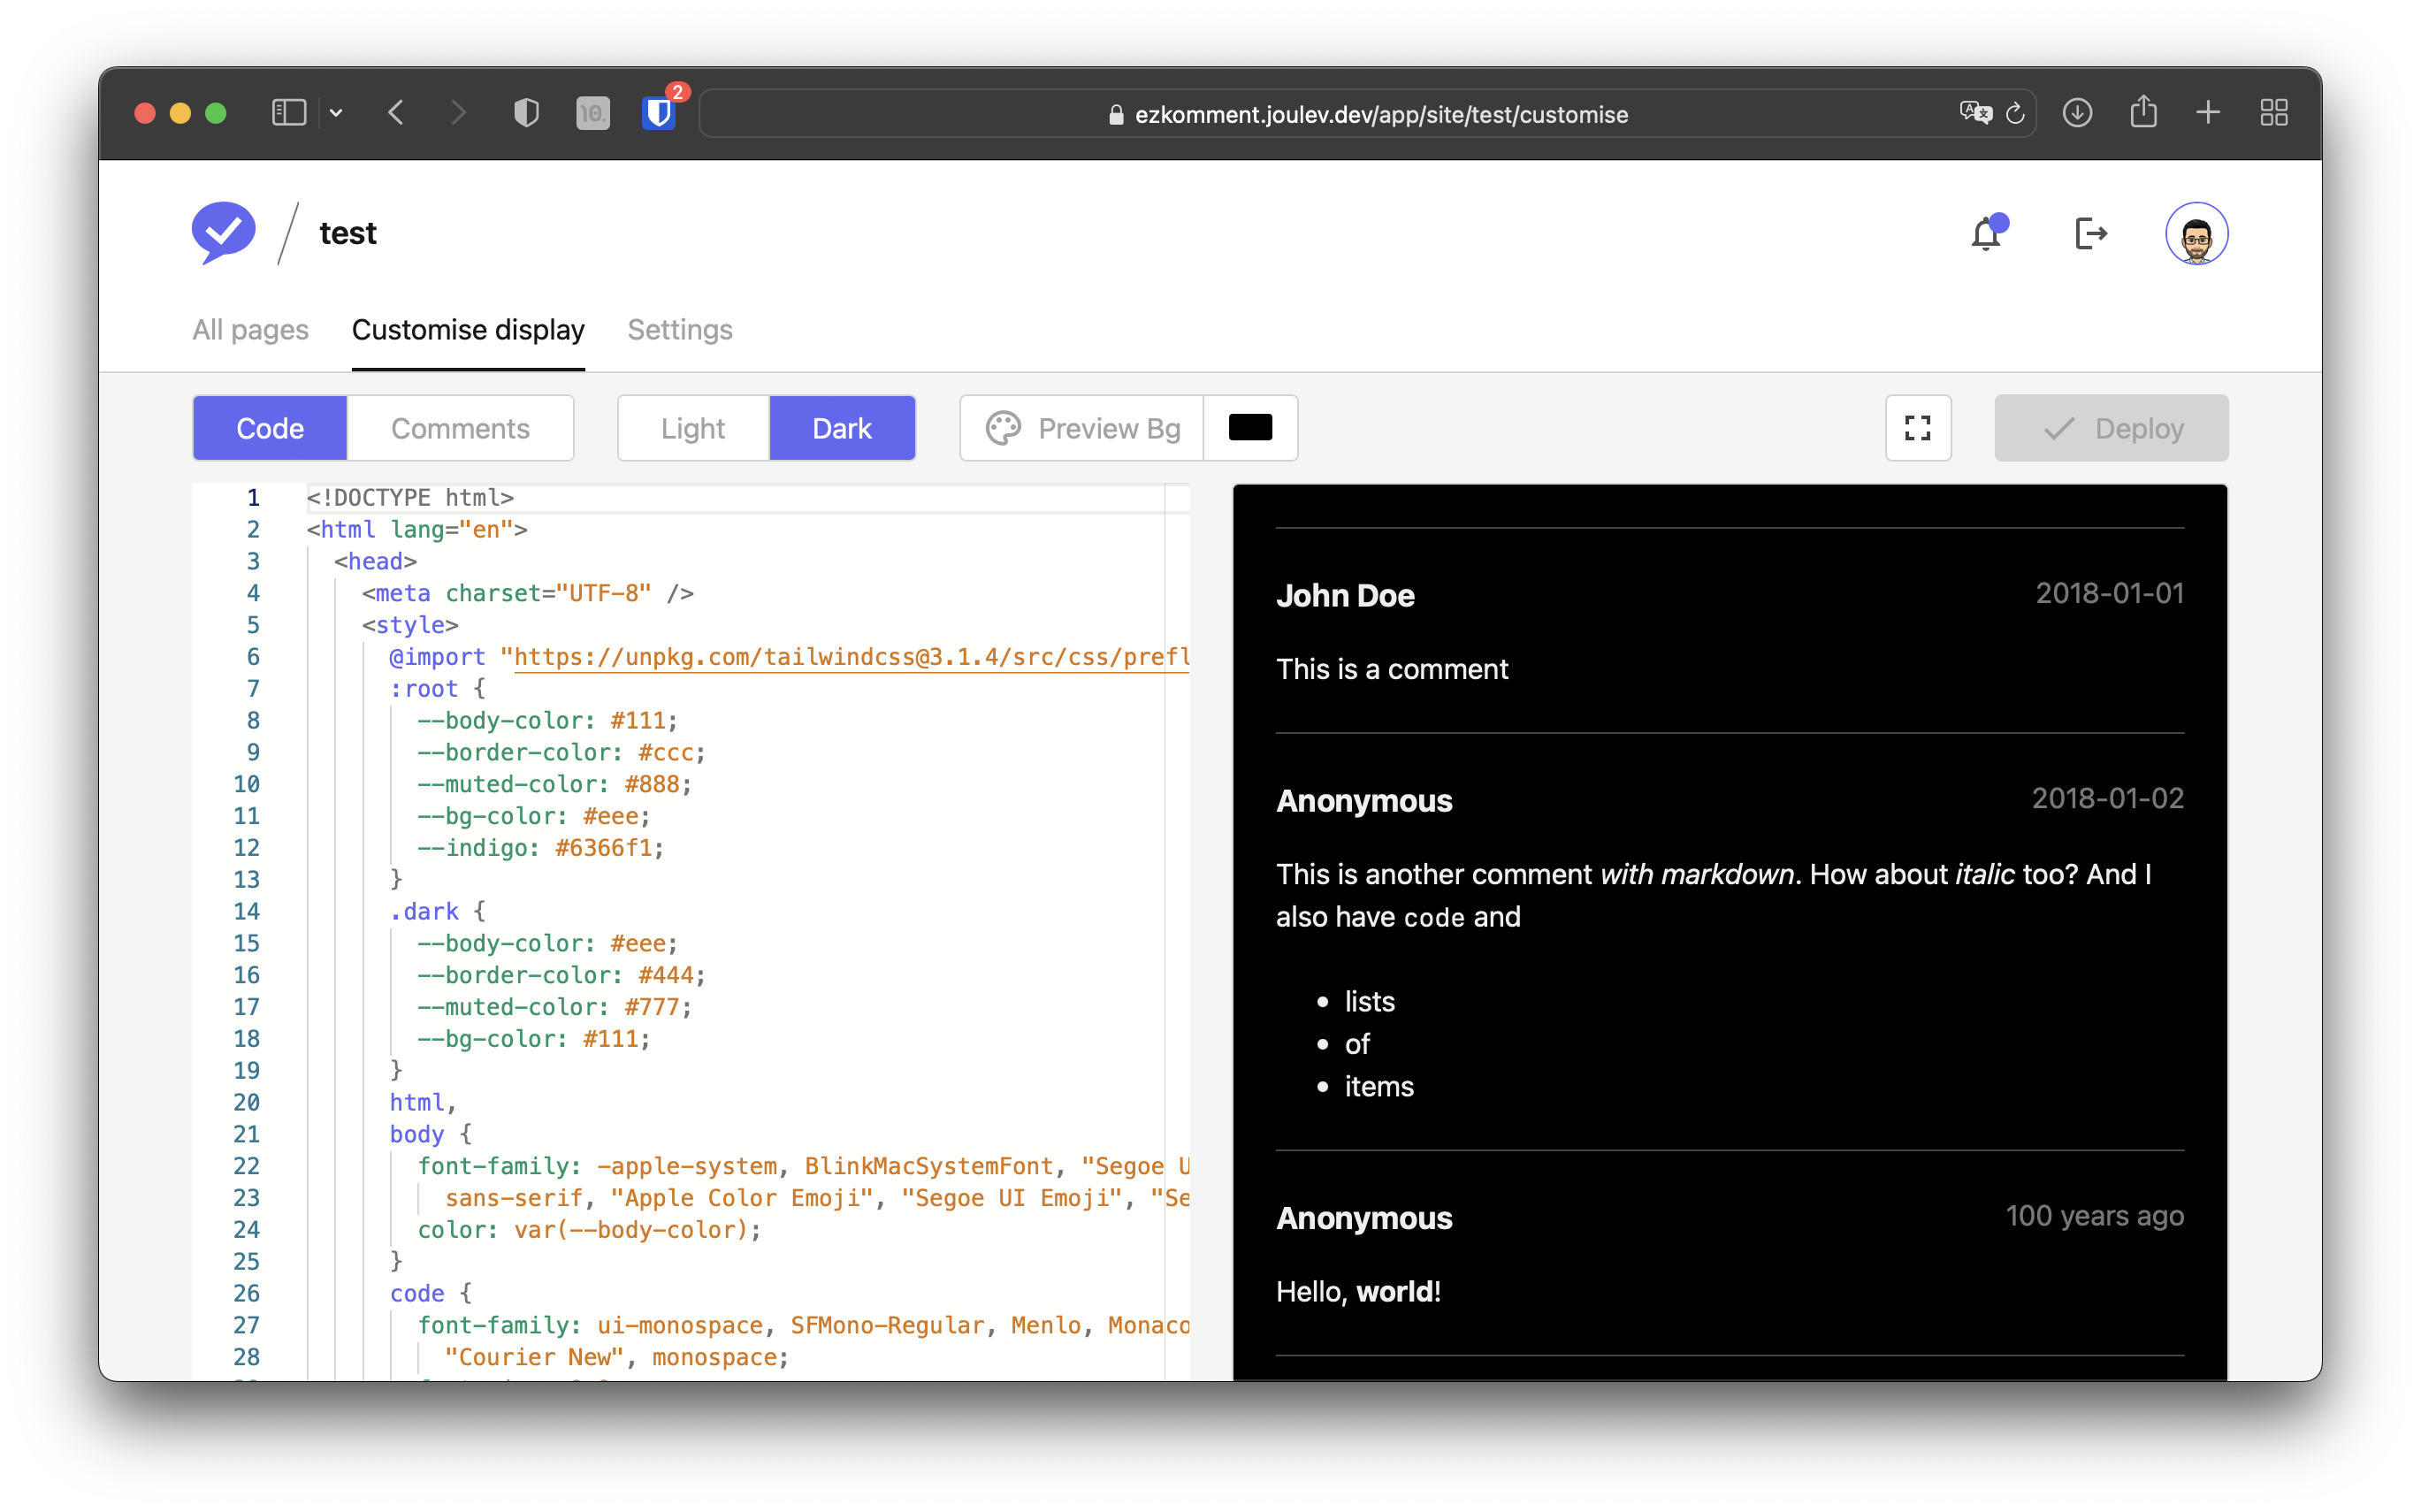 2
10.
ezkomment.joulev.dev/app/site/test/customise
test
All pages Customise display Settings
Code Comments Light Dark Preview Bg Deploy
1 <!DOCTYPE html>
2 <html lang="en">
3 <head>
4 <meta charset="UTF-8" />
5 <style>
6 @import "https://unpkg.com/tailwindcss@3.1.4/src/css/prefl
7 :root {
8 --body-color: #111;
9 --border-color: #ccc;
10 --muted-color: #888;
11 --bg-color: #eee;
12 --indigo: #6366f1;
13 }
14 .dark {
15 --body-color: #eee;
16 --border-color: #444;
17 --muted-color: #777;
18 --bg-color: #111;
19 }
20 html,
21 body {
22 font-family: -apple-system, BlinkMacSystemFont, "Segoe U
23 sans-serif, "Apple Color Emoji", "Segoe UI Emoji", "Se
24 color: var(--body-color);
25 }
26 code {
27 font-family: ui-monospace, SFMono-Regular, Menlo, Monaco
28 "Courier New", monospace;
John Doe 2018-01-01
This is a comment
Anonymous 2018-01-02
This is another comment with markdown. How about italic too? And I
also have code and
• lists
• of
• items
Anonymous 100 years ago
Hello, world!